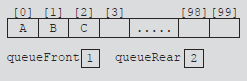 [0] [1] [2] [3] [98] [99]
A B C .....
queueFront 1 queueRear 2